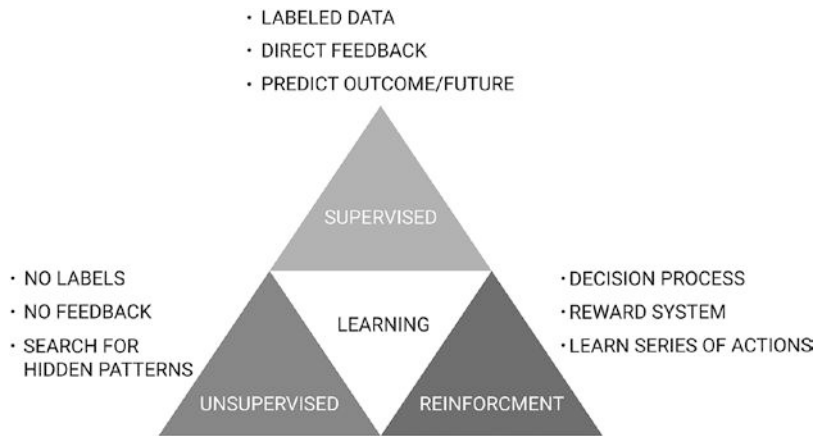 · LABELED DATA
· DIRECT FEEDBACK
· PREDICT OUTCOME/FUTURE
SUPERVISED
· NO LABELS
· NO FEEDBACK
· SEARCH FOR
HIDDEN PATTERNS
LEARNING
· DECISION PROCESS
· REWARD SYSTEM
· LEARN SERIES OF ACTIONS
UNSUPERVISED
REINFORCMENT